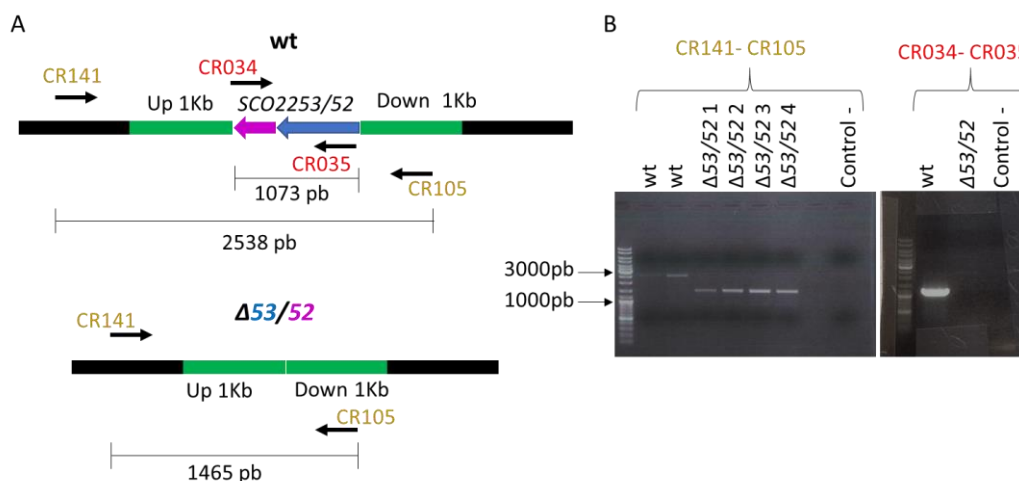 A
wt
CR141
CR034
Up 1Kb
SCO2253/52
Down 1Kb
CR035
CR105
1073 pb
2538 pb
Δ53/52
CR141
Up 1Kb
Down 1Kb
CR105
1465 pb
B
CR141- CR105
CR034- CR035
wt
wt
Δ53/52 1
Δ53/52 2
Δ53/52 3
Δ53/52 4
Control -
wt
Δ53/52
Control -
3000pb
1000pb